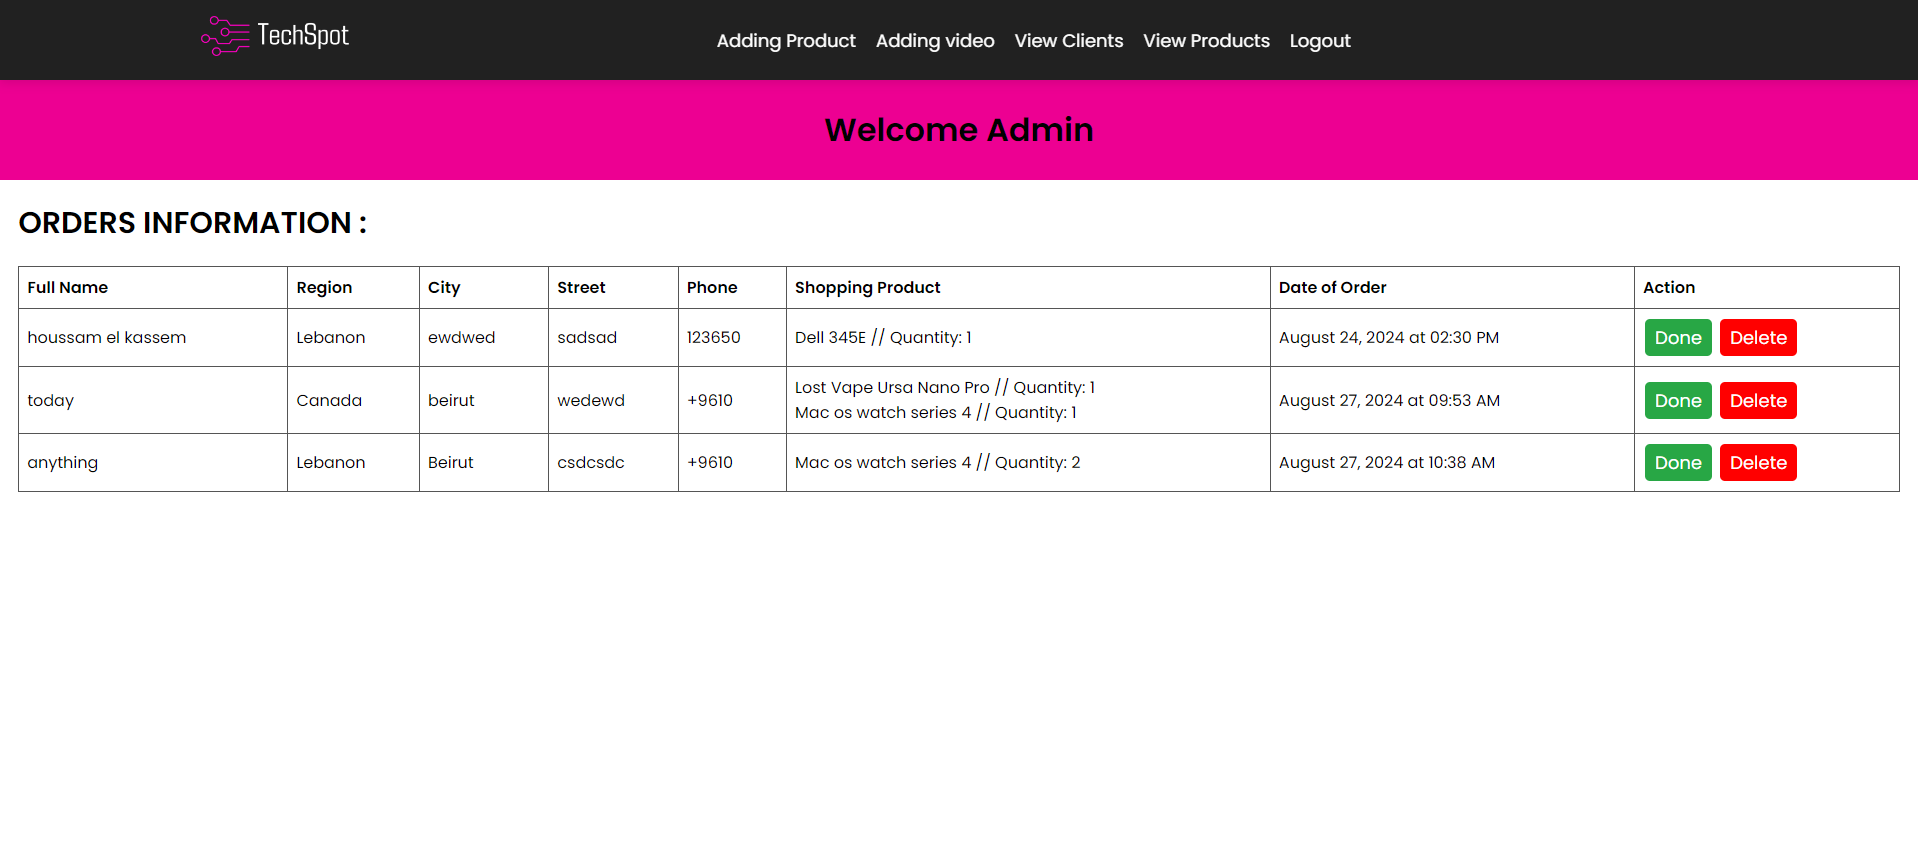 TechSpot
Adding Product Adding video View Clients View Products Logout
Welcome Admin
ORDERS INFORMATION :
Full Name Region City Street Phone Shopping Product Date of Order Action
houssam el kassem Lebanon ewdwed sadsad 123650 Dell 345E // Quantity: 1 August 24, 2024 at 02:30 PM Done Delete
today Canada beirut wedewd +9610 Lost Vape Ursa Nano Pro // Quantity: 1
Mac os watch series 4 // Quantity: 1 August 27, 2024 at 09:53 AM Done Delete
anything Lebanon Beirut csdcsdc +9610 Mac os watch series 4 // Quantity: 2 August 27, 2024 at 10:38 AM Done Delete